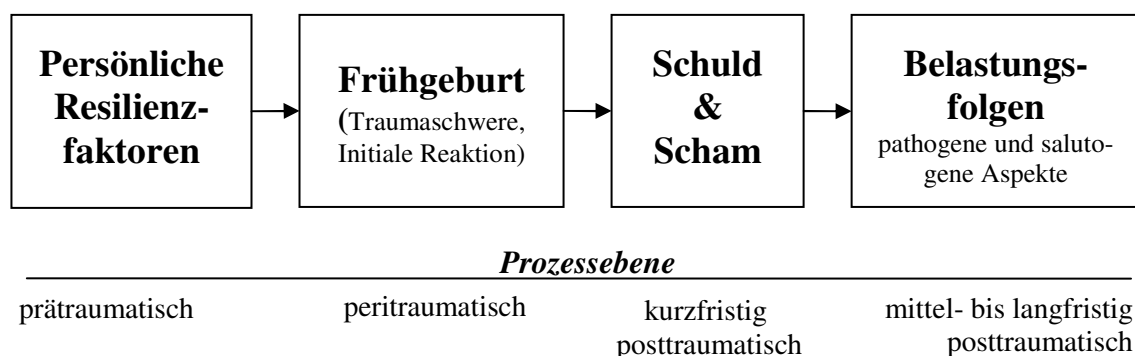 Persönliche
Resilienz-
faktoren
Frühgeburt
(Traumaschwere,
Initiale Reaktion)
Schuld
&
Scham
Belastungs-
folgen
pathogene und saluto-
gene Aspekte
Prozessebene
prätraumatisch
peritraumatisch
kurzfristig
posttraumatisch
mittel- bis langfristig
posttraumatisch